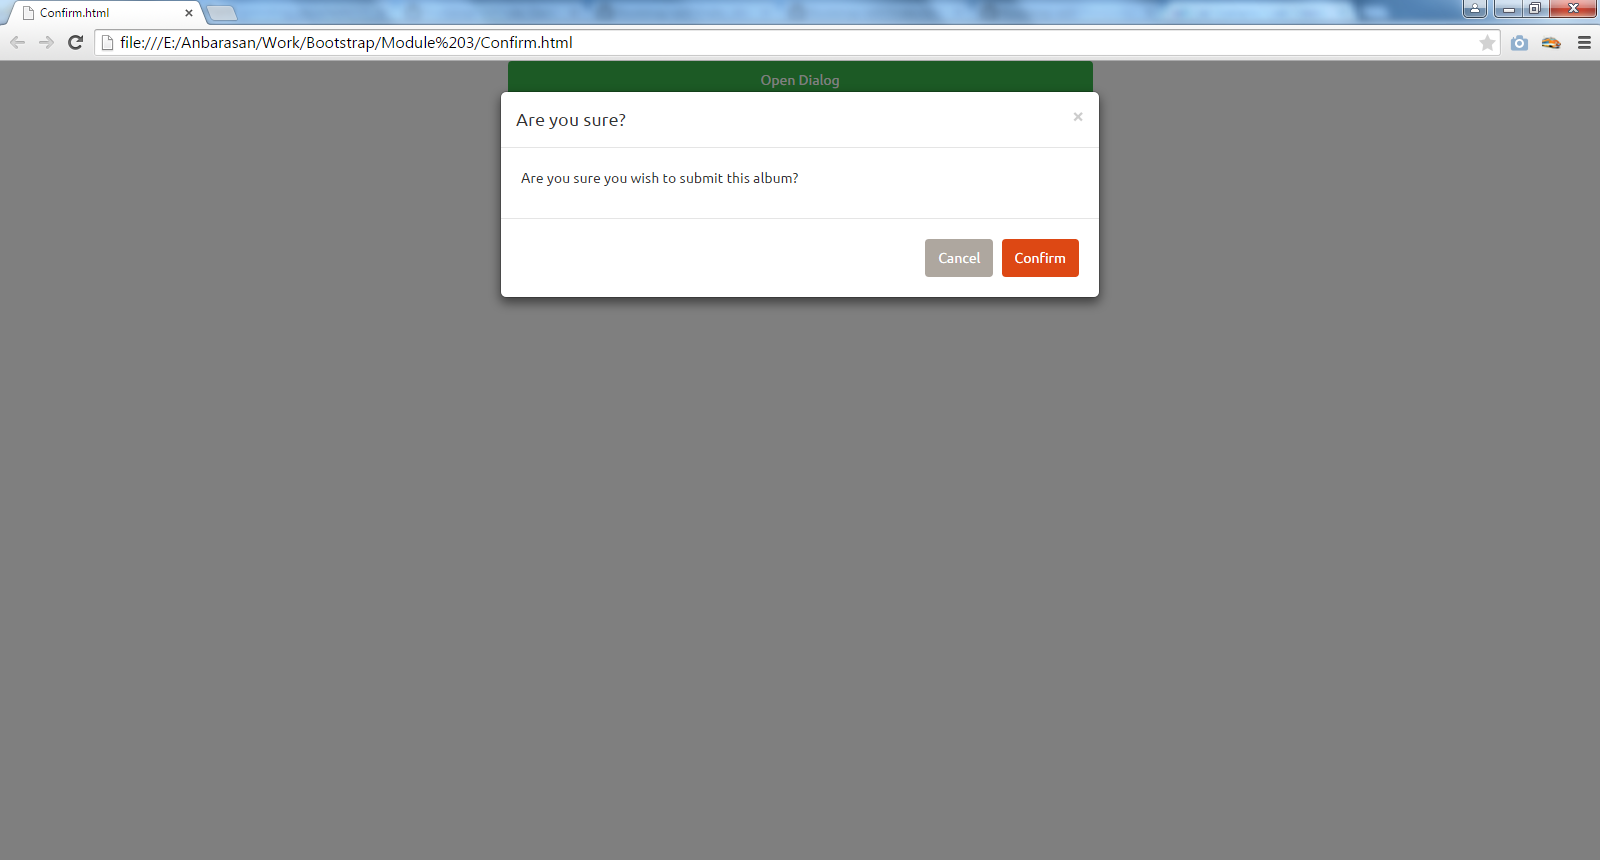 Confirm.html
file:///E:/Anbarasan/Work/Bootstrap/Module%203/Confirm.html
Open Dialog
Are you sure?
Are you sure you wish to submit this album?
Cancel Confirm